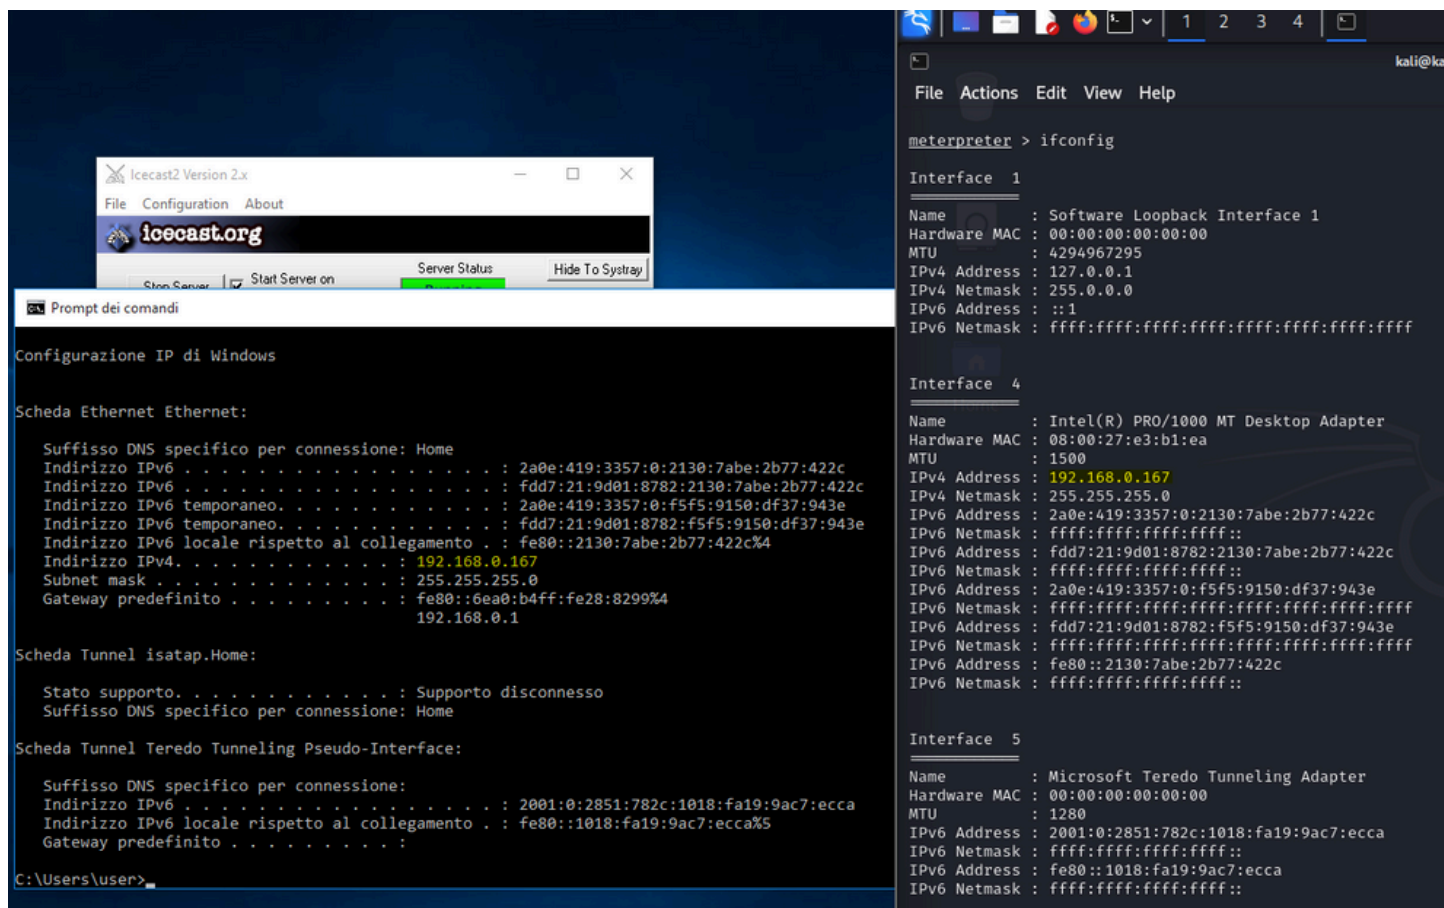 Icecast2 Version 2.x
File Configuration About
icecast.org
Server Status
Hide To Systray
Stop Server
Start Server on
Running
Prompt dei comandi
Configurazione IP di Windows
Scheda Ethernet Ethernet:
Suffisso DNS specifico per connessione: Home
Indirizzo IPv6 . . . . . . . . . . . . . . . . . : 2a0e:419:3357:0:2130:7abe:2b77:422c
Indirizzo IPv6 . . . . . . . . . . . . . . . . . : fdd7:21:9d01:8782:2130:7abe:2b77:422c
Indirizzo IPv6 temporaneo. . . . . . . . . . . . : 2a0e:419:3357:0:f5f5:9150:df37:943e
Indirizzo IPv6 temporaneo. . . . . . . . . . . . : fdd7:21:9d01:8782:f5f5:9150:df37:943e
Indirizzo IPv6 locale rispetto al collegamento . : fe80::2130:7abe:2b77:422c%4
Indirizzo IPv4. . . . . . . . . . . . : 192.168.0.167
Subnet mask . . . . . . . . . . . . . : 255.255.255.0
Gateway predefinito . . . . . . . . . : fe80::6ea0:b4ff:fe28:8299%4
192.168.0.1
Scheda Tunnel isatap.Home:
Stato supporto. . . . . . . . . . . . : Supporto disconnesso
Suffisso DNS specifico per connessione: Home
Scheda Tunnel Teredo Tunneling Pseudo-Interface:
Suffisso DNS specifico per connessione:
Indirizzo IPv6 . . . . . . . . . . . . . . . . . : 2001:0:2851:782c:1018:fa19:9ac7:ecca
Indirizzo IPv6 locale rispetto al collegamento . : fe80::1018:fa19:9ac7:ecca%5
Gateway predefinito . . . . . . . . . :
C:\Users\user>_
1 2 3 4
kali@ka
File Actions Edit View Help
meterpreter > ifconfig
Interface 1
============
Name : Software Loopback Interface 1
Hardware MAC : 00:00:00:00:00:00
MTU : 4294967295
IPv4 Address : 127.0.0.1
IPv4 Netmask : 255.0.0.0
IPv6 Address : ::1
IPv6 Netmask : ffff:ffff:ffff:ffff:ffff:ffff:ffff:ffff
Interface 4
============
Name : Intel(R) PRO/1000 MT Desktop Adapter
Hardware MAC : 08:00:27:e3:b1:ea
MTU : 1500
IPv4 Address : 192.168.0.167
IPv4 Netmask : 255.255.255.0
IPv6 Address : 2a0e:419:3357:0:2130:7abe:2b77:422c
IPv6 Netmask : ffff:ffff:ffff:ffff::
IPv6 Address : fdd7:21:9d01:8782:2130:7abe:2b77:422c
IPv6 Netmask : ffff:ffff:ffff:ffff::
IPv6 Address : 2a0e:419:3357:0:f5f5:9150:df37:943e
IPv6 Netmask : ffff:ffff:ffff:ffff:ffff:ffff:ffff:ffff
IPv6 Address : fdd7:21:9d01:8782:f5f5:9150:df37:943e
IPv6 Netmask : ffff:ffff:ffff:ffff:ffff:ffff:ffff:ffff
IPv6 Address : fe80::2130:7abe:2b77:422c
IPv6 Netmask : ffff:ffff:ffff:ffff::
Interface 5
============
Name : Microsoft Teredo Tunneling Adapter
Hardware MAC : 00:00:00:00:00:00
MTU : 1280
IPv6 Address : 2001:0:2851:782c:1018:fa19:9ac7:ecca
IPv6 Netmask : ffff:ffff:ffff:ffff::
IPv6 Address : fe80::1018:fa19:9ac7:ecca
IPv6 Netmask : ffff:ffff:ffff:ffff::